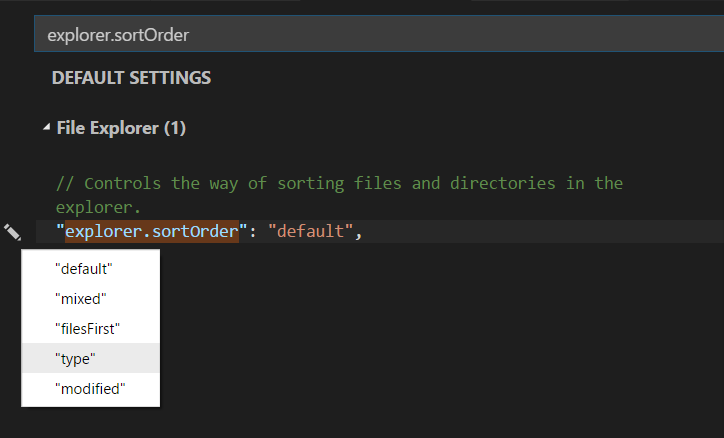 explorer.sortOrder
DEFAULT SETTINGS
File Explorer (1)
// Controls the way of sorting files and directories in the
explorer.
"explorer.sortOrder": "default",
"default"
"mixed"
"filesFirst"
"type"
"modified"